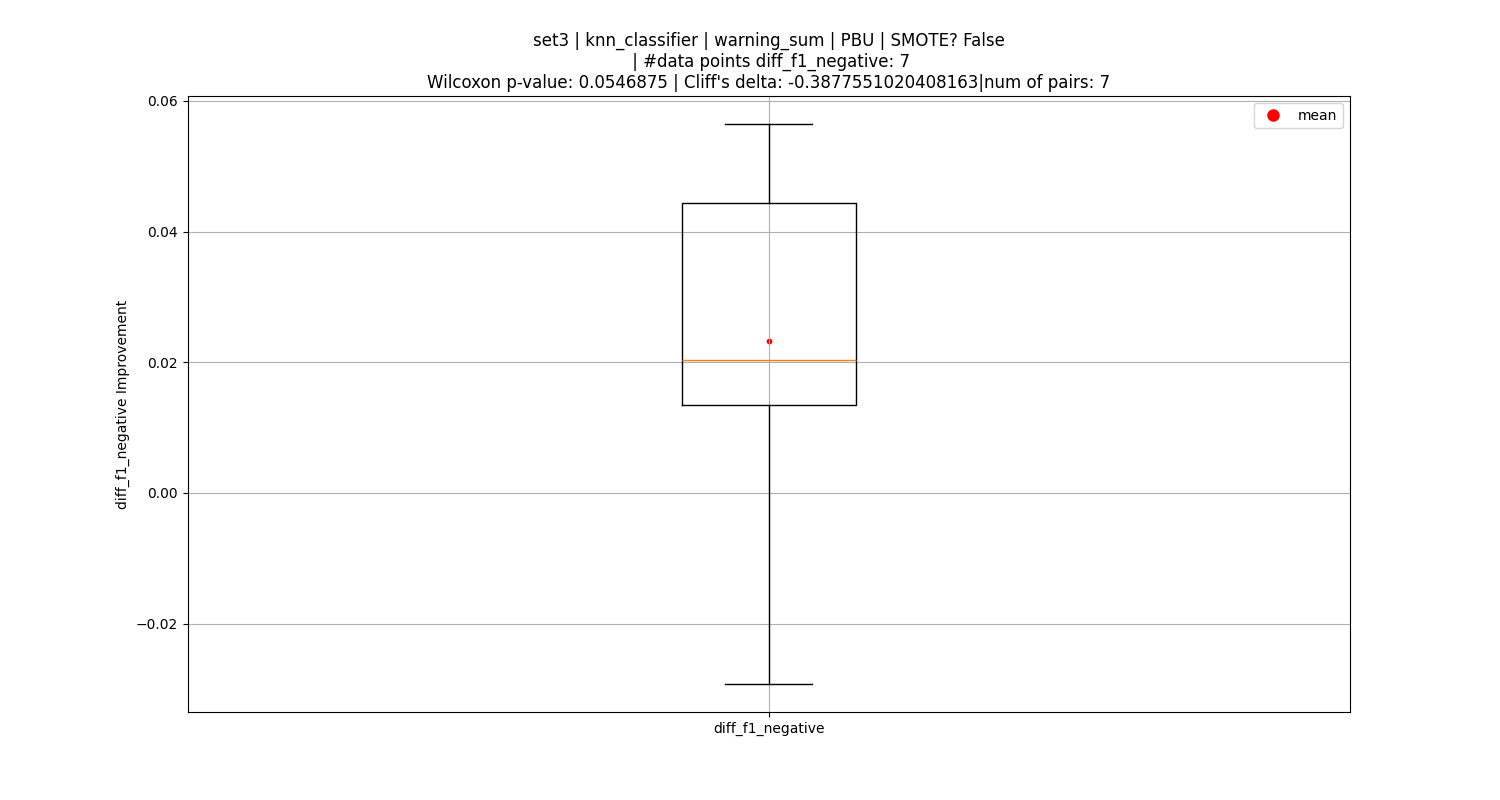 set3 | knn_classifier | warning_sum | PBU | SMOTE? False
| #data points diff_f1_negative: 7
Wilcoxon p-value: 0.0546875 | Cliff's delta: -0.3877551020408163|num of pairs: 7
mean
0.06
0.04
0.02
0.00
−0.02
diff_f1_negative Improvement
diff_f1_negative